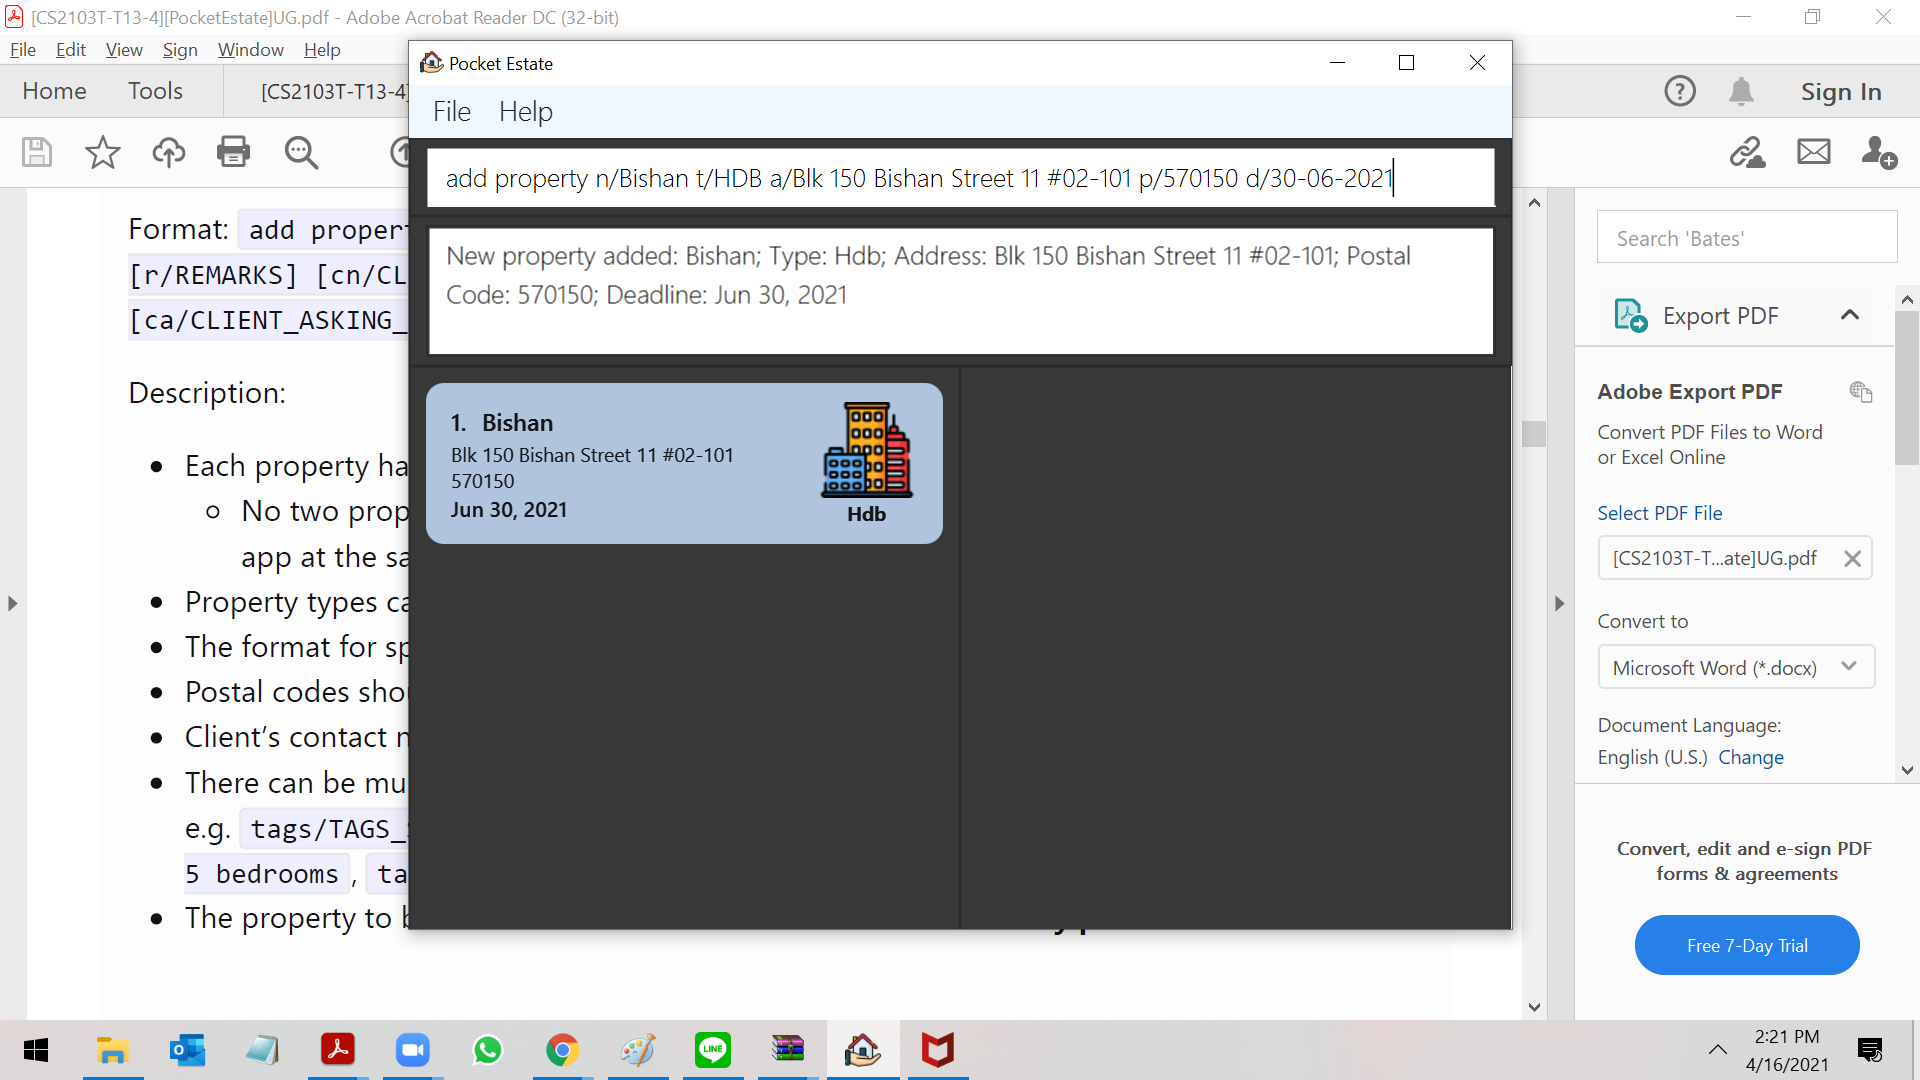 [CS2103T-T13-4][PocketEstate]UG.pdf - Adobe Acrobat Reader DC (32-bit)
File Edit View Sign Window Help
Home Tools [CS2103T-T13-4] Sign In
Pocket Estate
File Help
add property n/Bishan t/HDB a/Blk 150 Bishan Street 11 #02-101 p/570150 d/30-06-2021
New property added: Bishan; Type: Hdb; Address: Blk 150 Bishan Street 11 #02-101; Postal
Code: 570150; Deadline: Jun 30, 2021
1. Bishan
Blk 150 Bishan Street 11 #02-101
570150
Jun 30, 2021
Hdb
Format: add proper
[r/REMARKS] [cn/CL
[ca/CLIENT_ASKING_
Description:
Each property ha
No two prop
app at the sa
Property types ca
The format for sp
Postal codes shou
Client’s contact n
There can be mu
e.g. tags/TAGS_
5 bedrooms , ta
The property to b
Search 'Bates'
Export PDF
Adobe Export PDF
Convert PDF Files to Word
or Excel Online
Select PDF File
[CS2103T-T...ate]UG.pdf
Convert to
Microsoft Word (*.docx)
Document Language:
English (U.S.) Change
Convert, edit and e-sign PDF
forms & agreements
Free 7-Day Trial
LINE
2:21 PM
4/16/2021